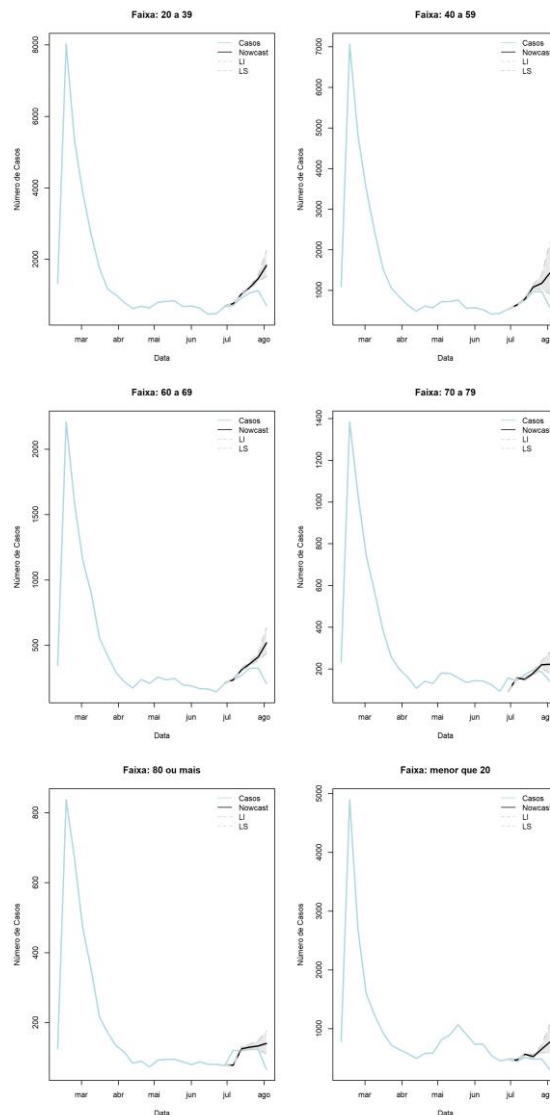 Faixa: 20 a 39
Número de Casos
8000
6000
4000
2000
Casos
Nowcast
LI
LS
mar abr mai jun jul ago
Data
Faixa: 40 a 59
Número de Casos
7000
6000
5000
4000
3000
2000
1000
Casos
Nowcast
LI
LS
mar abr mai jun jul ago
Data
Faixa: 60 a 69
Número de Casos
2000
1500
1000
500
Casos
Nowcast
LI
LS
mar abr mai jun jul ago
Data
Faixa: 70 a 79
Número de Casos
1400
1200
1000
800
600
400
200
Casos
Nowcast
LI
LS
mar abr mai jun jul ago
Data
Faixa: 80 ou mais
Número de Casos
800
600
400
200
Casos
Nowcast
LI
LS
mar abr mai jun jul ago
Data
Faixa: menor que 20
Número de Casos
5000
4000
3000
2000
1000
Casos
Nowcast
LI
LS
mar abr mai jun jul ago
Data